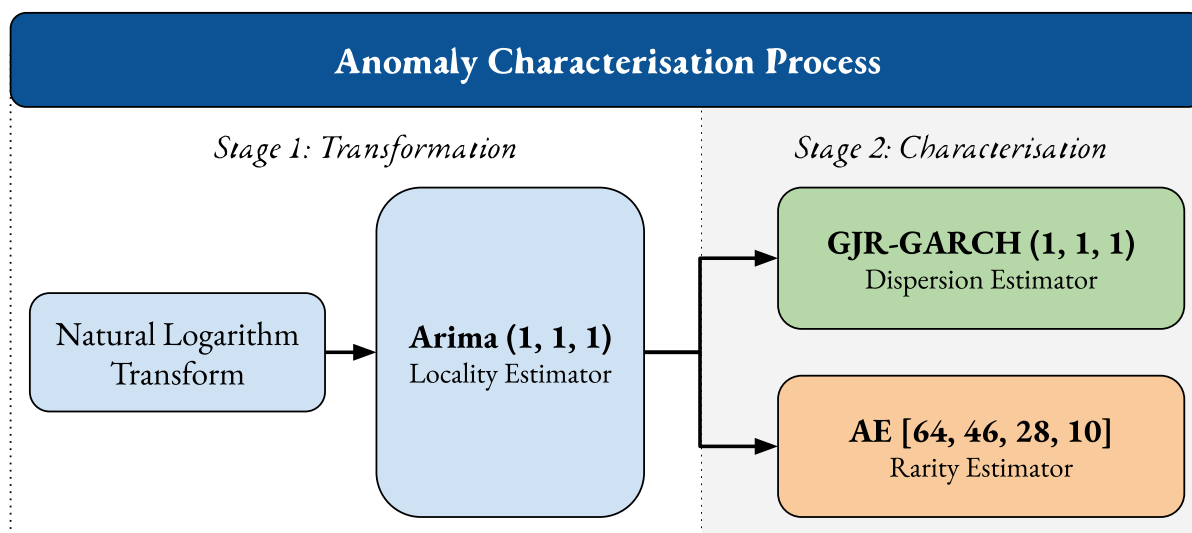 Anomaly Characterisation Process
Stage 1: Transformation
Natural Logarithm
Transform
Arima (1, 1, 1)
Locality Estimator
Stage 2: Characterisation
GJR-GARCH (1, 1, 1)
Dispersion Estimator
AE [64, 46, 28, 10]
Rarity Estimator